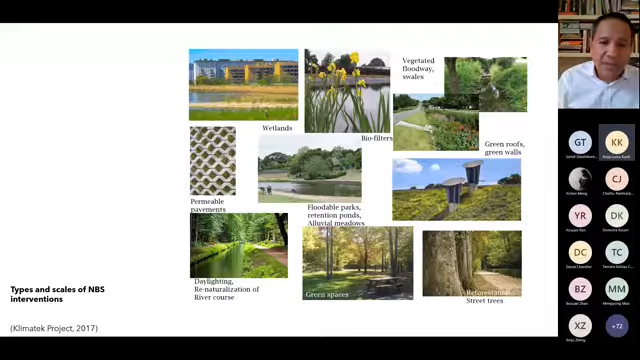 Vegetated
floodway,
swales
Wetlands
Bio-filters
Green roofs,
green walls
Permeable
pavements
Floodable parks,
retention ponds,
Alluvial meadows
Daylighting,
Re-naturalization of
River course
Green spaces
Reforestation
Street trees
Types and scales of NBS
interventions
(Klimatek Project, 2017)
GT
KK
CJ
YR
DK
DC
TC
BZ
MM
XZ
+72